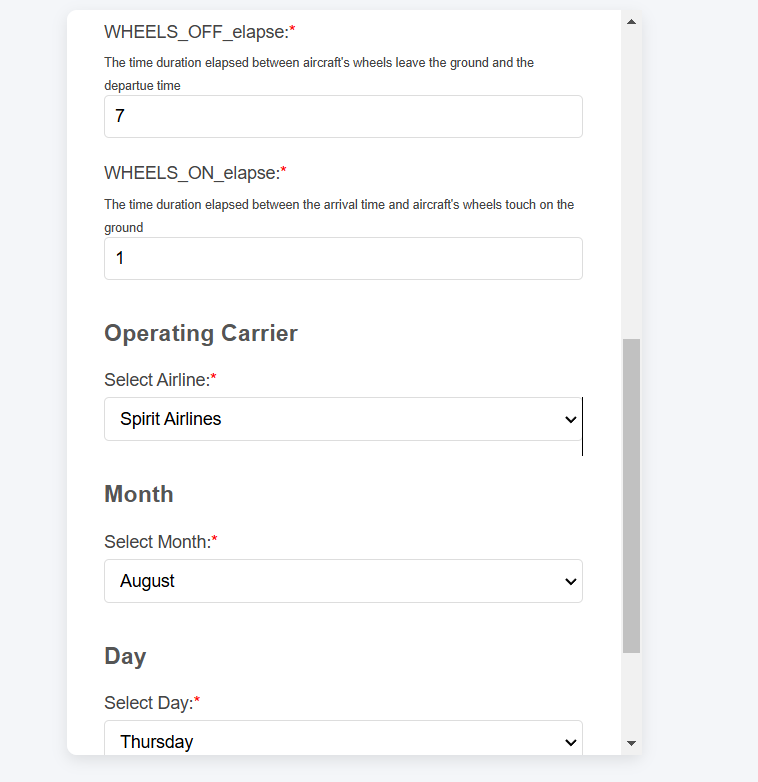 WHEELS_OFF_elapse:*
The time duration elapsed between aircraft's wheels leave the ground and the
departue time
7
WHEELS_ON_elapse:*
The time duration elapsed between the arrival time and aircraft's wheels touch on the
ground
1
Operating Carrier
Select Airline:*
Spirit Airlines
Month
Select Month:*
August
Day
Select Day:*
Thursday